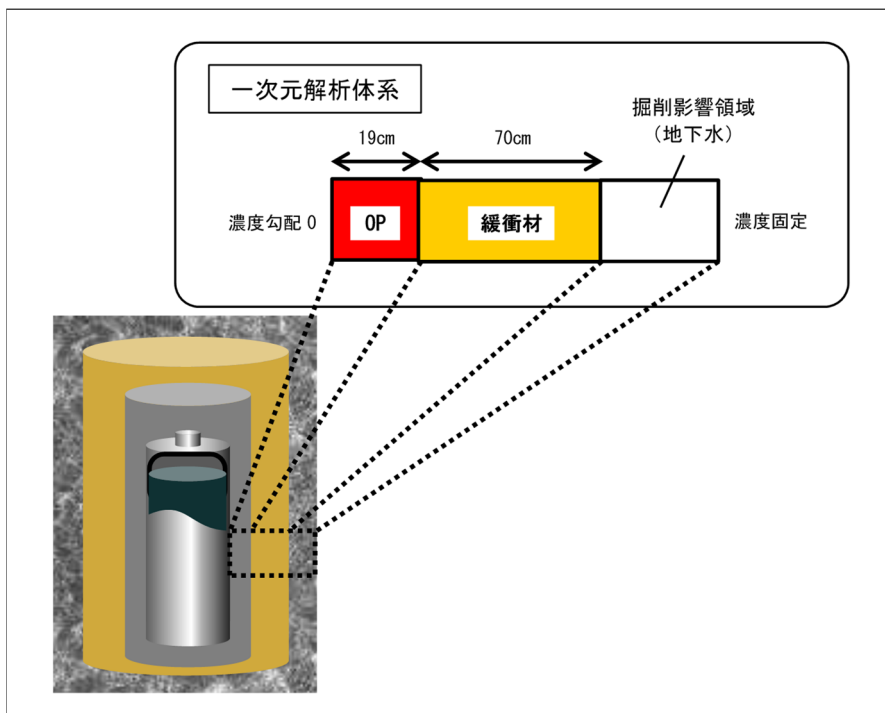 一次元解析体系
掘削影響領域
(地下水)
19cm
70cm
濃度勾配 0
OP
緩衝材
濃度固定